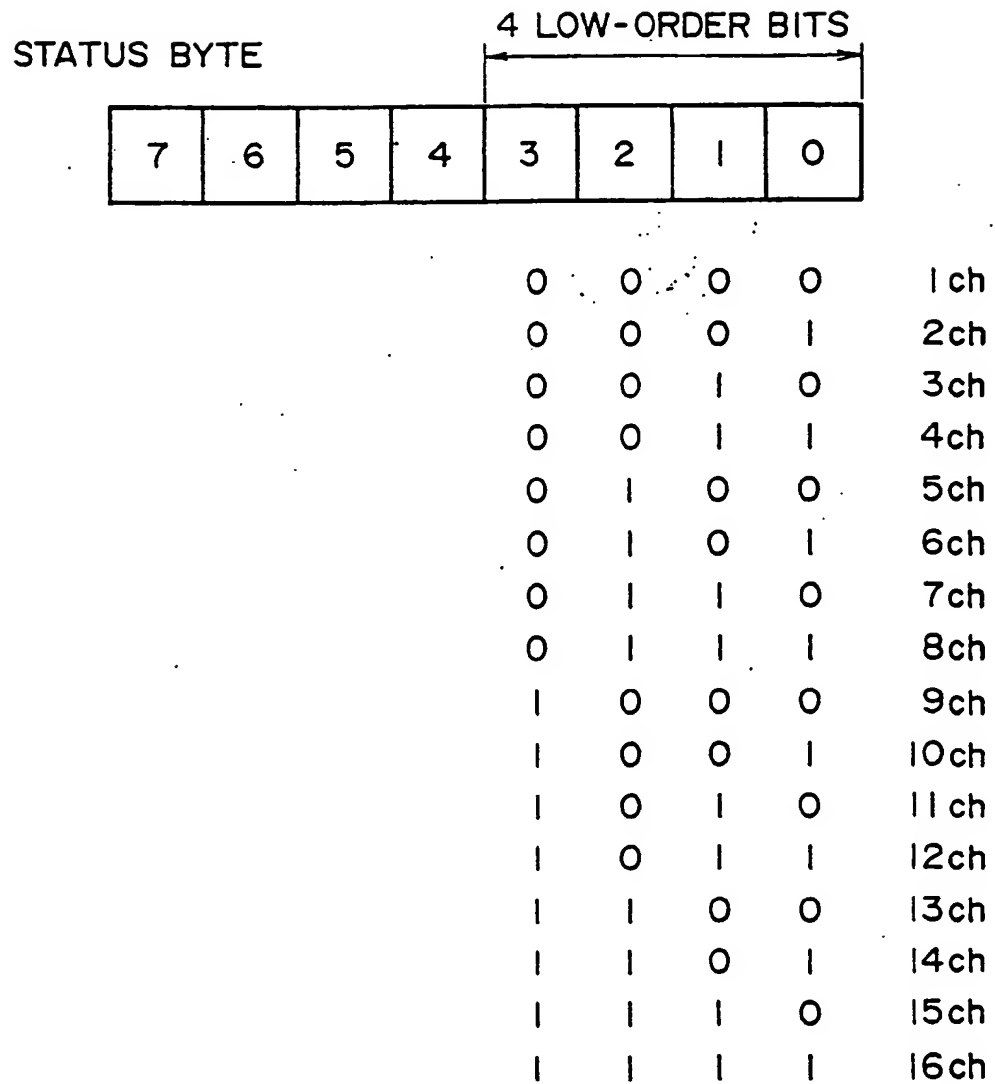 4 LOW-ORDER BITS
STATUS BYTE
7 6 5 4 3 2 1 0
0 0 0 0 1ch
0 0 0 1 2ch
0 0 1 0 3ch
0 0 1 1 4ch
0 1 0 0 5ch
0 1 0 1 6ch
0 1 1 0 7ch
0 1 1 1 8ch
1 0 0 0 9ch
1 0 0 1 10ch
1 0 1 0 11ch
1 0 1 1 12ch
1 1 0 0 13ch
1 1 0 1 14ch
1 1 1 0 15ch
1 1 1 1 16ch